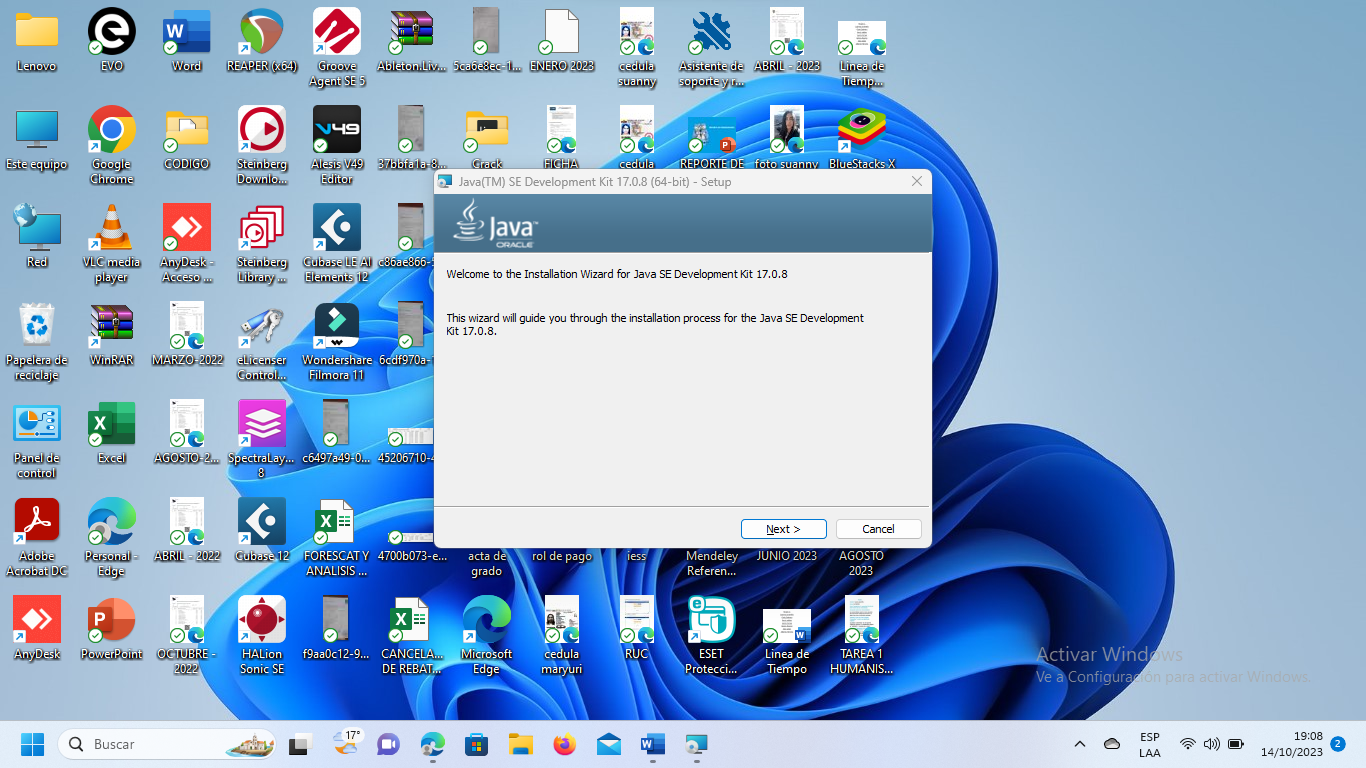 Lenovo
EVO
Word
REAPER (x64)
Groove
Agent SE 5
Ableton.Liv...
5ca6e8ec-1...
ENERO 2023
cedula
suanny
Asistente de
soporte y r...
ABRIL - 2023
Linea de
Tiemp...
Este equipo
Google
Chrome
CODIGO
Steinberg
Downlo...
V49
Alesis V49
Editor
37bbfa1a-8...
Crack
FICHA
cedula
REPORTE DE
foto suanny
BlueStacks X
Java(TM) SE Development Kit 17.0.8 (64-bit) - Setup
Java™
ORACLE
Welcome to the Installation Wizard for Java SE Development Kit 17.0.8
This wizard will guide you through the installation process for the Java SE Development
Kit 17.0.8.
Next >
Cancel
Red
VLC media
player
AnyDesk -
Acceso ...
Steinberg
Library ...
Cubase LE AI
Elements 12
c86ae866-5
Papelera de
reciclaje
WinRAR
MARZO-2022
eLicenser
Control...
Wondershare
Filmora 11
6cdf970a-1
Panel de
control
Excel
AGOSTO-2...
SpectraLay...
8
c6497a49-0...
45206710-4
Adobe
Acrobat DC
Personal -
Edge
ABRIL - 2022
Cubase 12
FORESCAT Y
ANALISIS ...
4700b073-e...
acta de
grado
rol de pago
iess
Mendeley
Referen...
JUNIO 2023
AGOSTO
2023
AnyDesk
PowerPoint
OCTUBRE -
2022
HALion
Sonic SE
f9aa0c12-9...
CANCELA...
DE REBAT...
Microsoft
Edge
cedula
maryuri
RUC
ESET
Protecci...
Linea de
Tiempo
TAREA 1
HUMANIS...
Activar Windows
Ve a Configuración para activar Windows.
Buscar
17°
ESP
LAA
19:08
14/10/2023
2